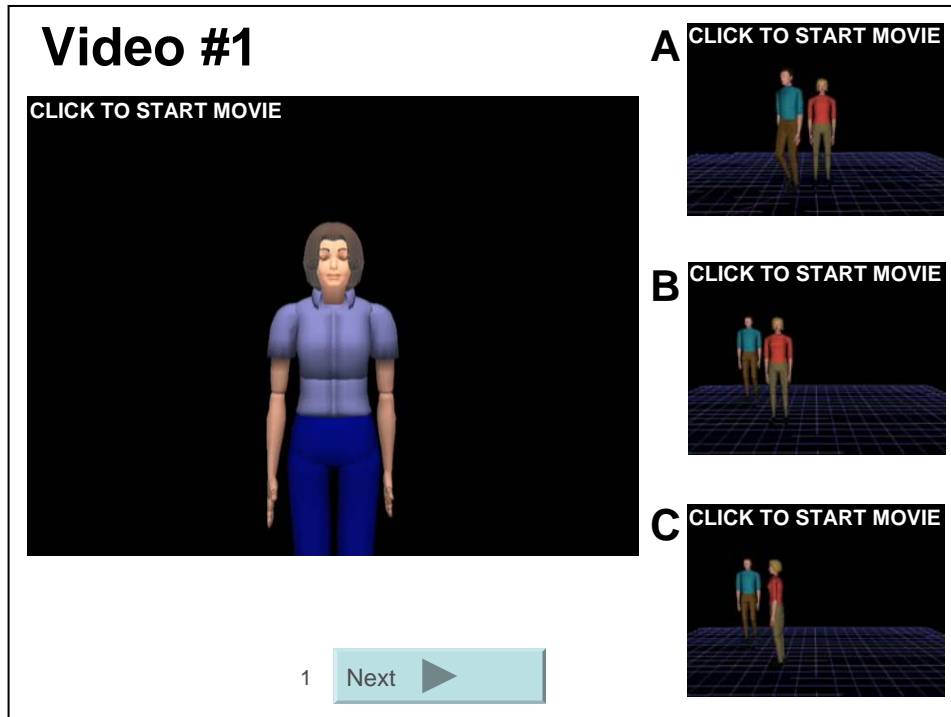 Video #1
CLICK TO START MOVIE
A
CLICK TO START MOVIE
B
CLICK TO START MOVIE
C
CLICK TO START MOVIE
1
Next